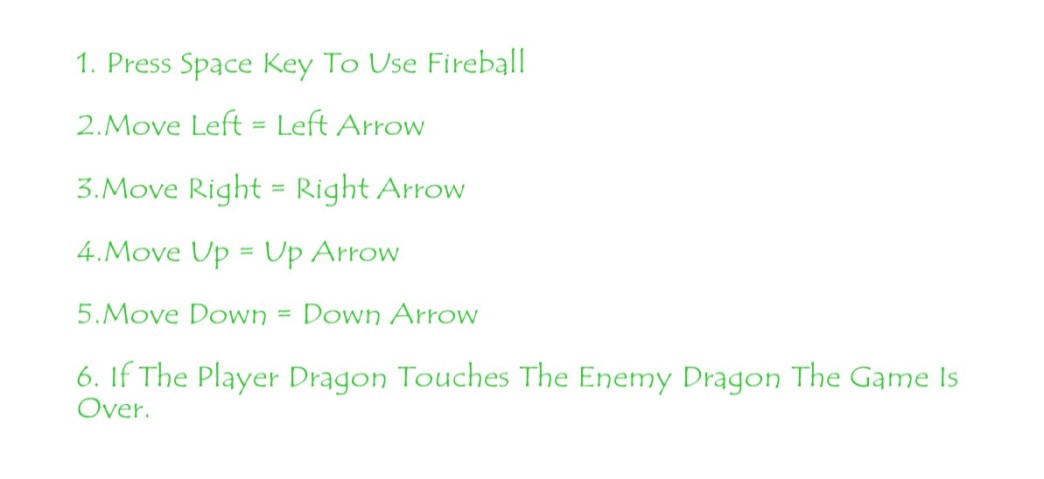 1. Press Space Key To Use Fireball
2.Move Left = Left Arrow
3.Move Right = Right Arrow
4.Move Up = Up Arrow
5.Move Down = Down Arrow
6. If The Player Dragon Touches The Enemy Dragon The Game Is
Over.